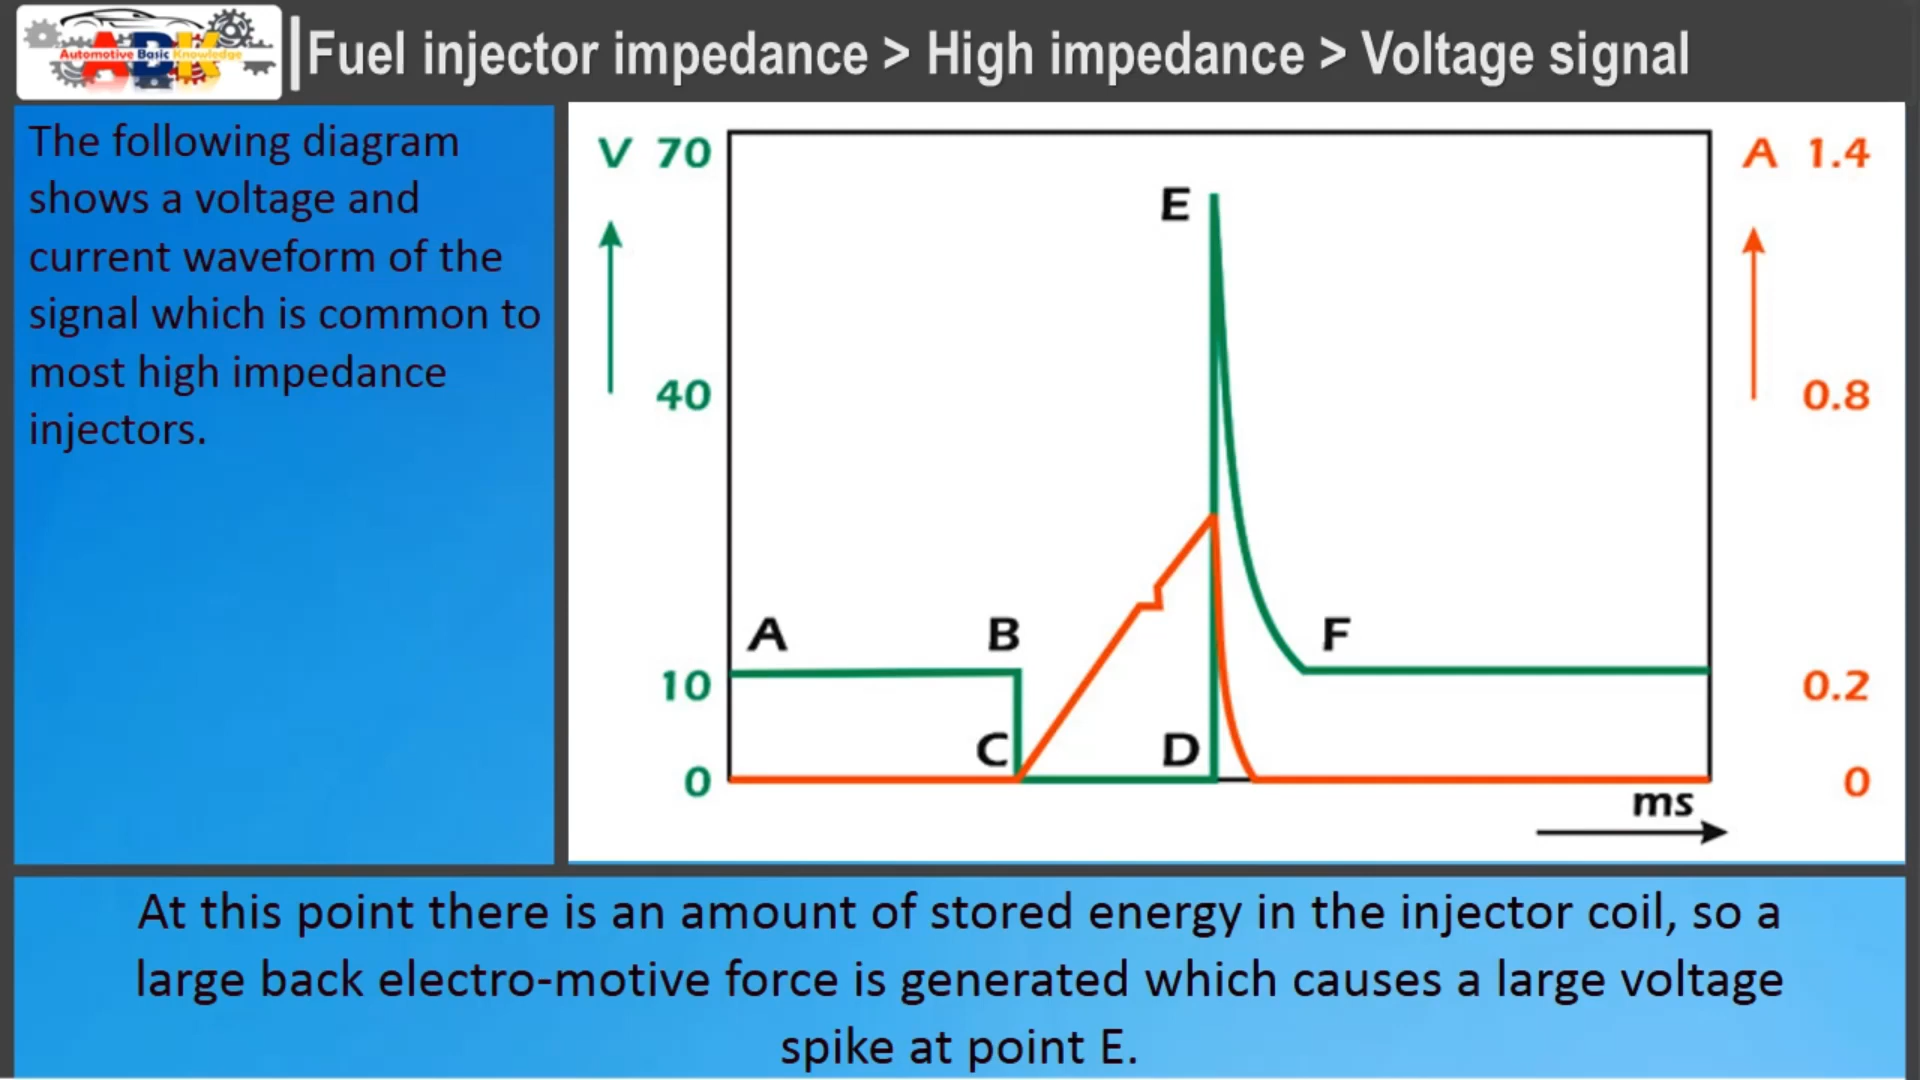 Automotive Basic Knowledge
ABK
Fuel injector impedance > High impedance > Voltage signal
The following diagram
shows a voltage and
current waveform of the
signal which is common to
most high impedance
injectors.
V 70
A 1.4
E
40
0.8
A
B
F
10
0.2
C
D
0
0
ms
At this point there is an amount of stored energy in the injector coil, so a
large back electro-motive force is generated which causes a large voltage
spike at point E.